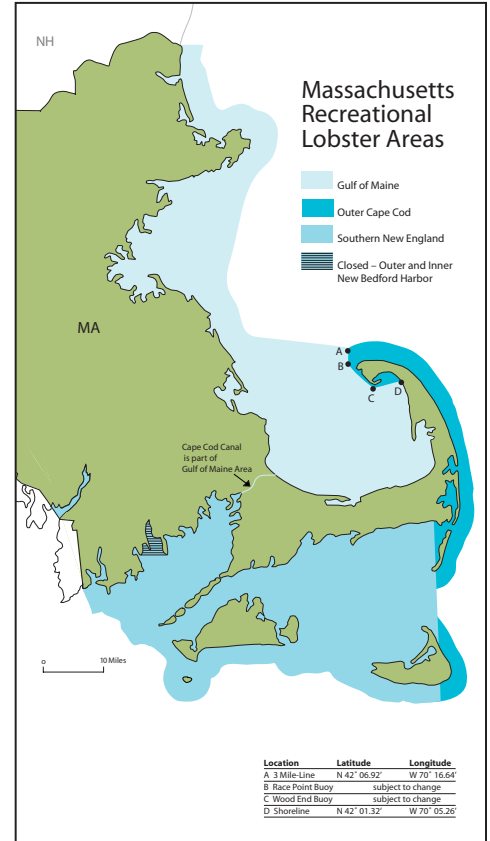 NH
Massachusetts
Recreational
Lobster Areas
Gulf of Maine
Outer Cape Cod
Southern New England
Closed – Outer and Inner
New Bedford Harbor
MA
A
B
C
D
Cape Cod Canal
is part of
Gulf of Maine Area
0 10 Miles
Location Latitude Longitude
A 3 Mile-Line N 42˚ 06.92' W 70˚ 16.64'
B Race Point Buoy subject to change
C Wood End Buoy subject to change
D Shoreline N 42˚ 01.32' W 70˚ 05.26'